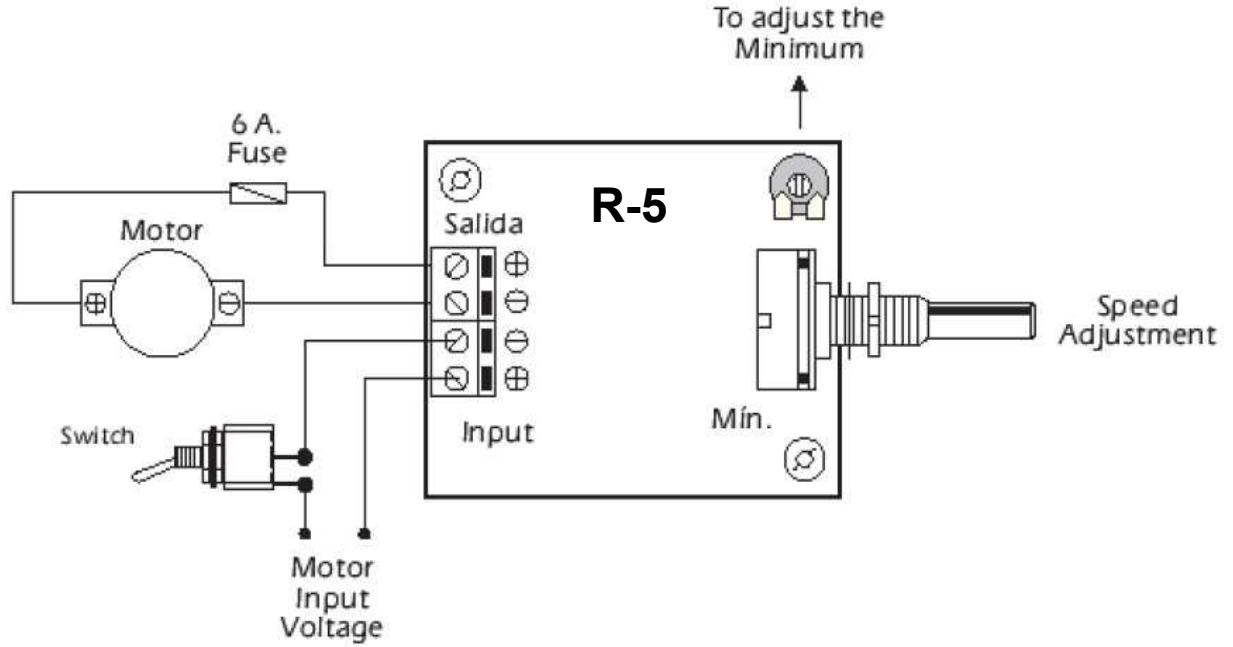 To adjust the
Minimum
6 A.
Fuse
R-5
Salida
Motor
Speed
Adjustment
Mín.
Input
Switch
Motor
Input
Voltage